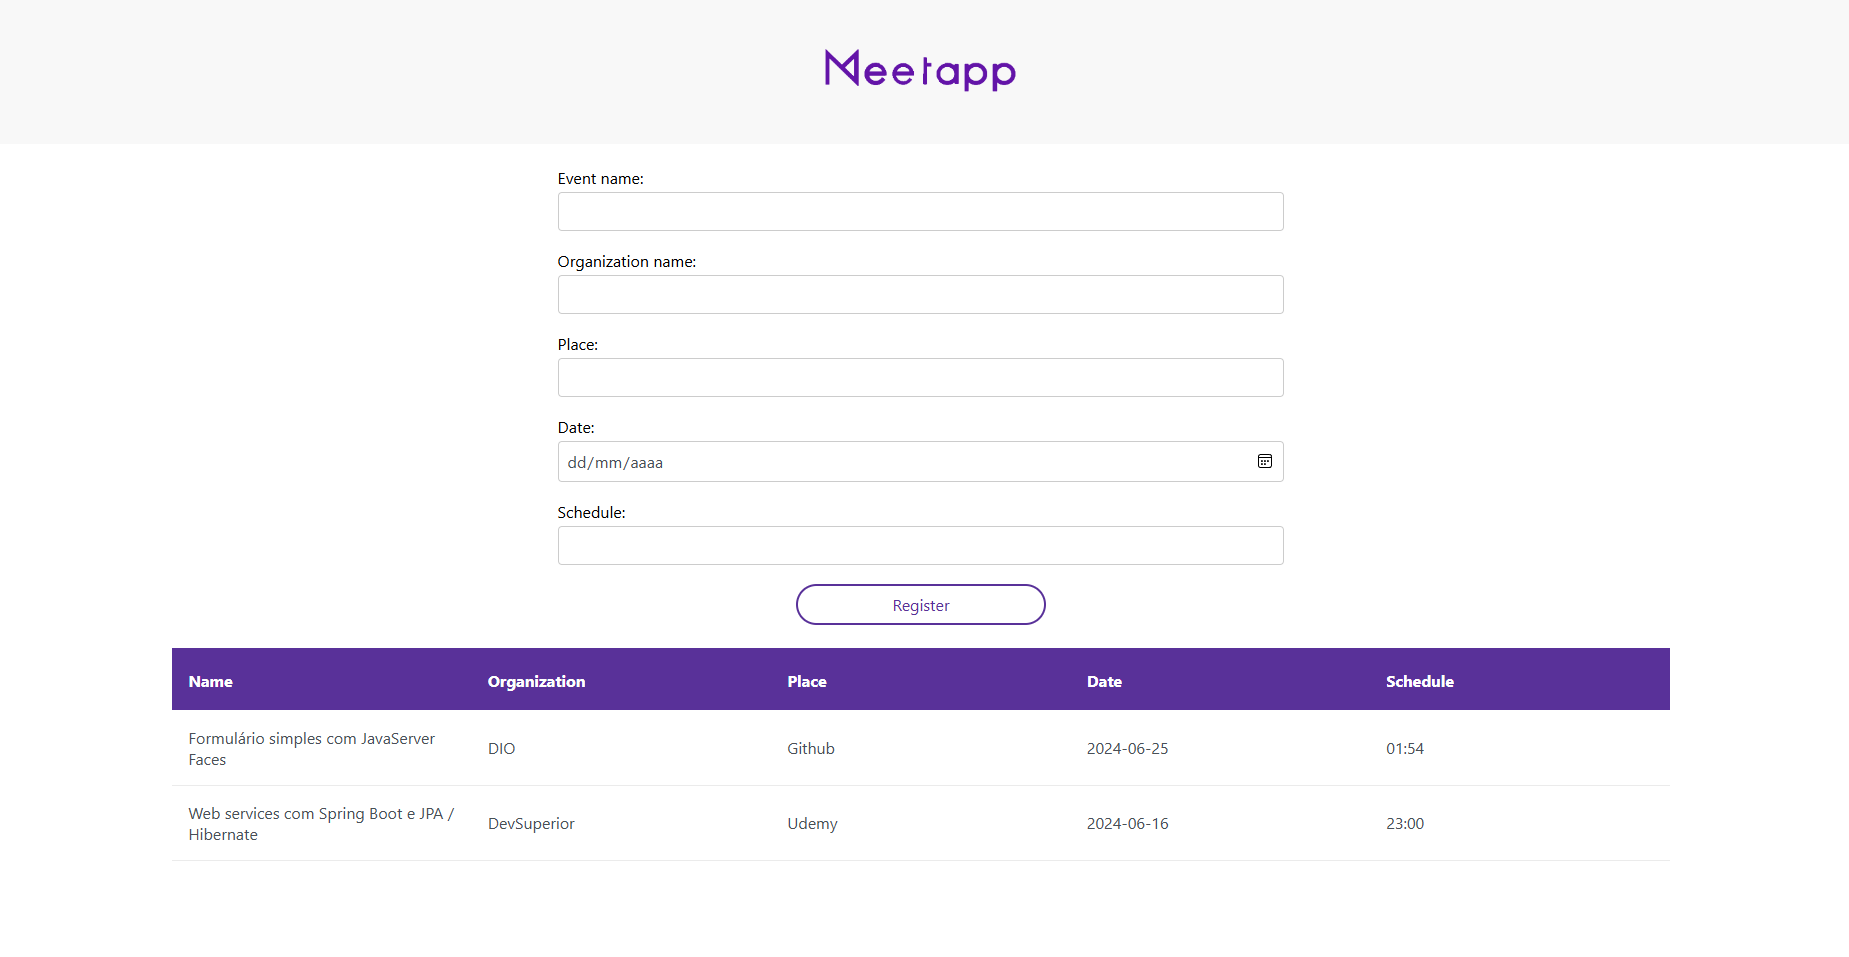 Meetapp
Event name:
Organization name:
Place:
Date:
dd/mm/aaaa
Schedule:
Register
Name Organization Place Date Schedule
Formulário simples com JavaServer
Faces
DIO Github 2024-06-25 01:54
Web services com Spring Boot e JPA /
Hibernate
DevSuperior Udemy 2024-06-16 23:00